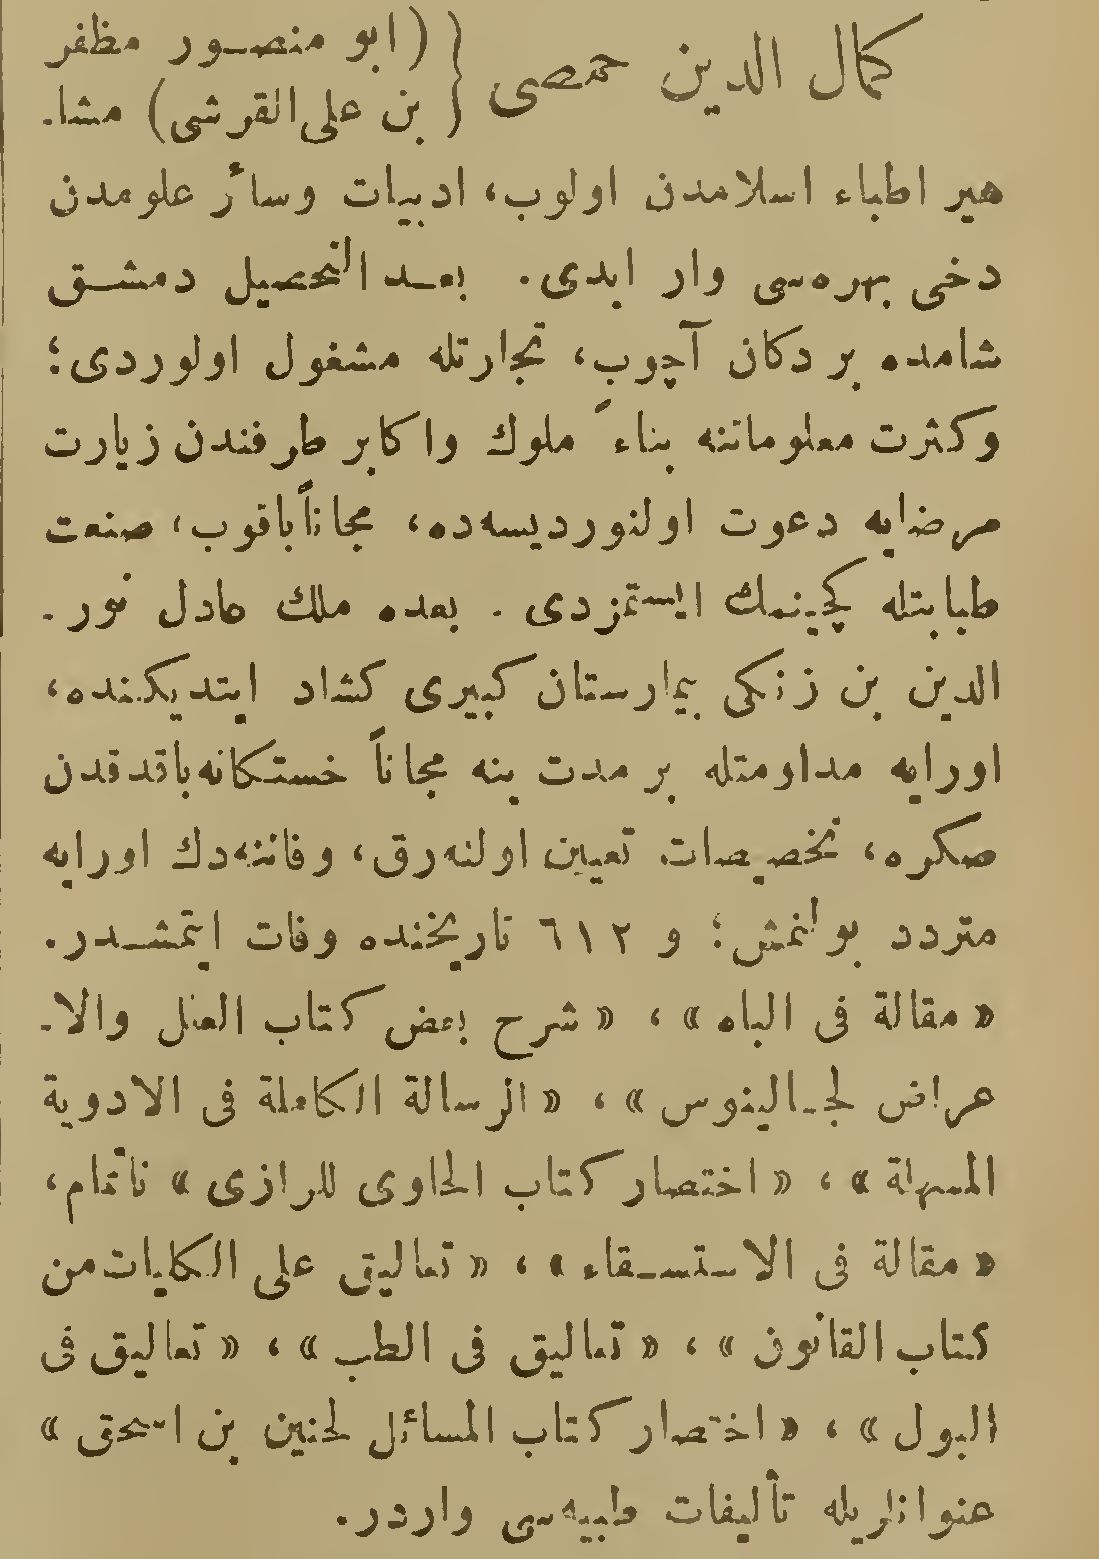 كمال الدين حمصى { (ابو منصور مظفر
بن على القرشى) مشا-
هير اطباء اسلامدن اولوب، ادبيات وسائر علومدن
دخى بهره‌سى وار ايدى. بعد التحصيل دمشق
شامده بر دكان آچوب، تجارتله مشغول اولوردى؛
وكثرت معلوماتنه بناءً ملوك واكابر طرفندن زيارت
مرضايه دعوت اولنورديسه‌ده، مجاناً باقوب، صنعت
طبابتله كچينمك ايستمزدى. بعده ملك عادل نور-
الدين بن زنكى بيمارستان كبيرى كشاد ايتديكنده،
اورايه مداومتله بر مدت ينه مجاناً خستكانه باقدقدن
صكره، تخصيصات تعيين اولنه‌رق، وفاتنه‌دك اورايه
متردد بولنمش؛ و ٦١٢ تاريخنده وفات ايتمشدر.
«مقالة فى الباه»، «شرح بعض كتاب العلل والا-
عراض لجالينوس»، «الرسالة الكاملة فى الادوية
المسهلة»، «اختصار كتاب الحاوى للرازى» ناتمام،
«مقالة فى الاستسقاء»، «تعاليق على الكليات من
كتاب القانون»، «تعاليق فى الطب»، «تعاليق فى
البول»، «اختصار كتاب المسائل لحنين بن اسحق»
عنوانلريله تأليفات طبيه‌سى واردر.